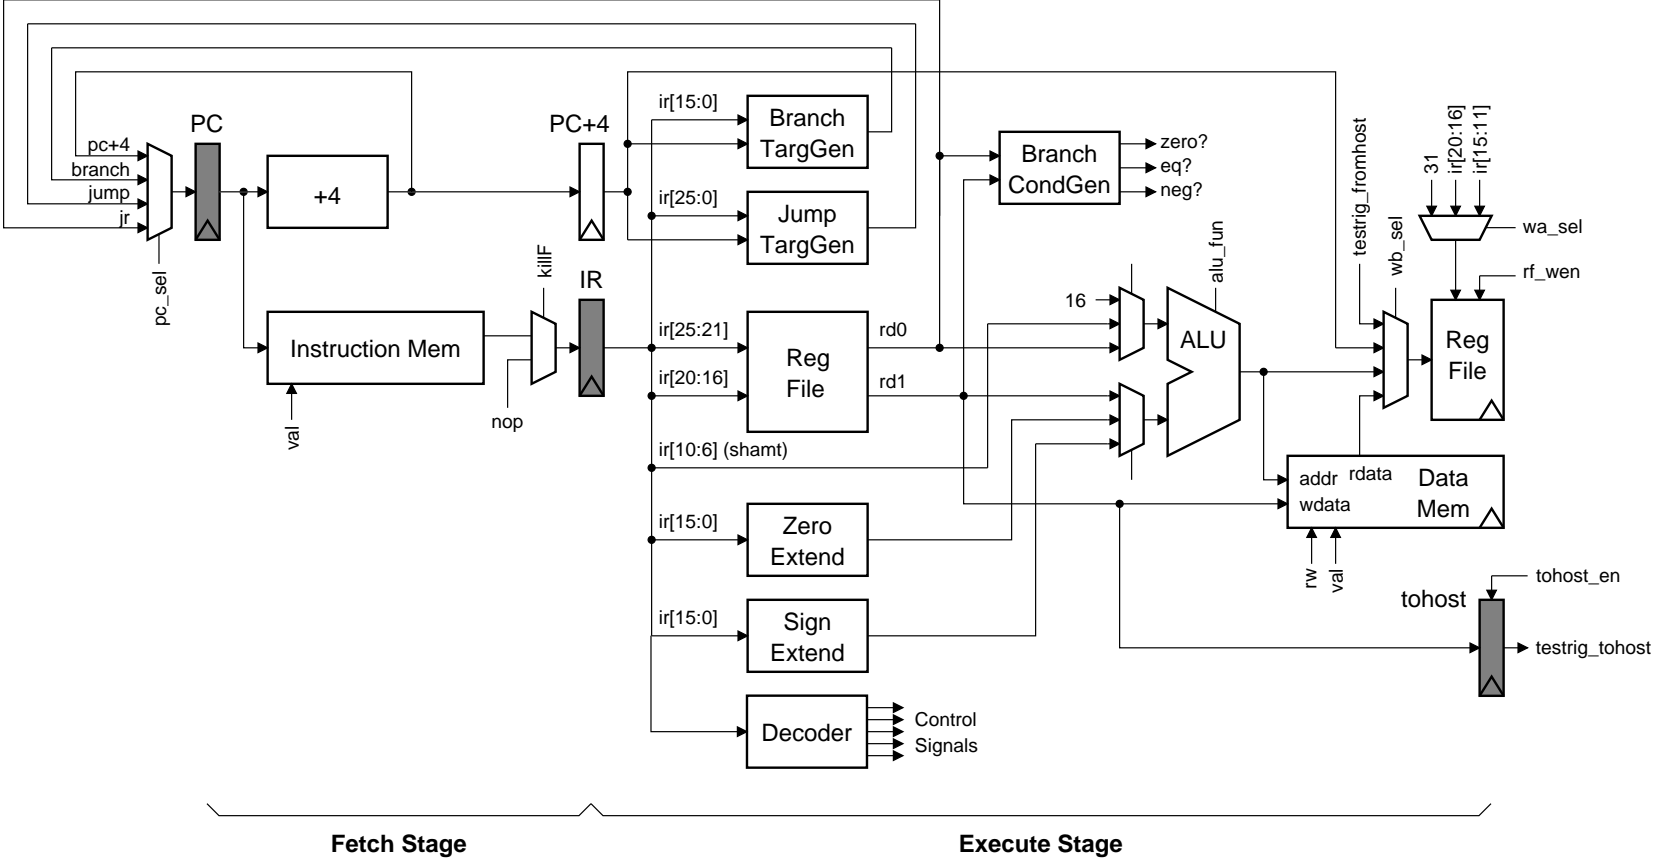 PC
pc+4
branch
jump
jr
pc_sel
+4
Instruction Mem
val
nop
killF
PC+4
IR
ir[15:0]
Branch
TargGen
ir[25:0]
Jump
TargGen
ir[25:21]
ir[20:16]
Reg
File
rd0
rd1
ir[10:6] (shamt)
ir[15:0]
Zero
Extend
ir[15:0]
Sign
Extend
Decoder
Control
Signals
Branch
CondGen
zero?
eq?
neg?
16
alu_fun
ALU
testrig_fromhost
wb_sel
31
ir[20:16]
ir[15:11]
wa_sel
rf_wen
Reg
File
addr
rdata
wdata
Data
Mem
rw
val
tohost_en
tohost
testrig_tohost
Fetch Stage
Execute Stage